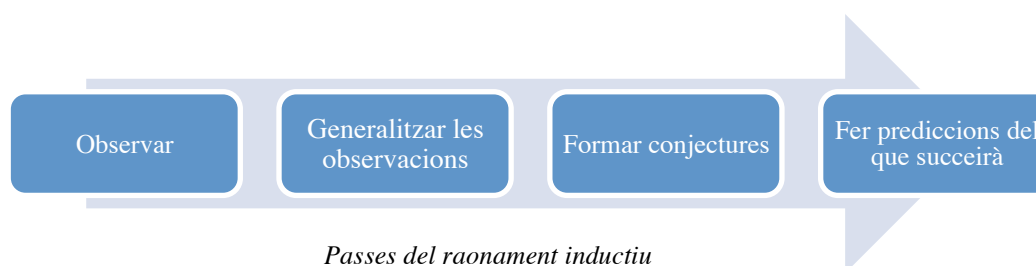 Observar
Generalitzar les
observacions
Formar conjectures
Fer prediccions del
que succeirà
Passes del raonament inductiu